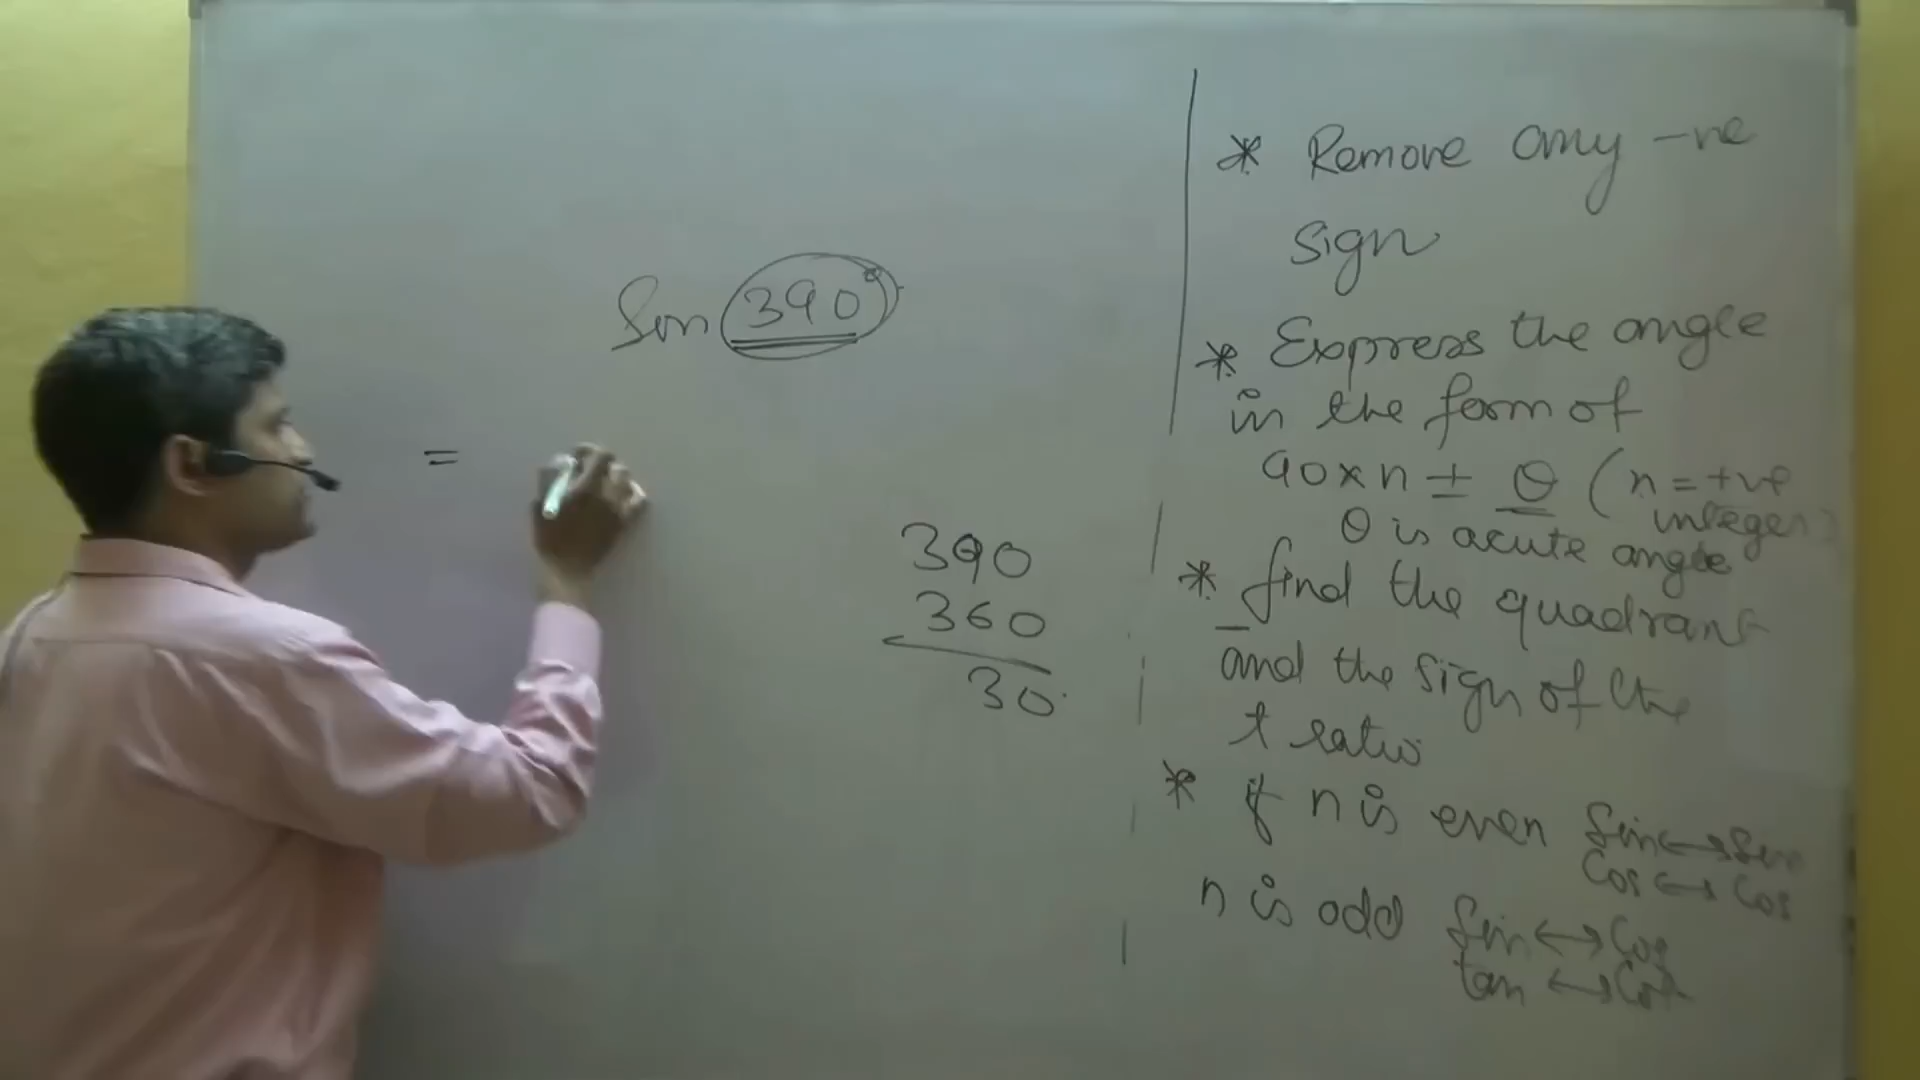 Sin 390°
=
390
360
30
* Remove any -ve
sign
* Express the angle
in the form of
90 x n ± θ (n = +ve
integer)
θ is acute angle
* find the quadrant
and the sign of the
t ratio
* if n is even Sin ↔ Sin
Cos ↔ Cos
n is odd Sin ↔ Cos
tan ↔ Cot